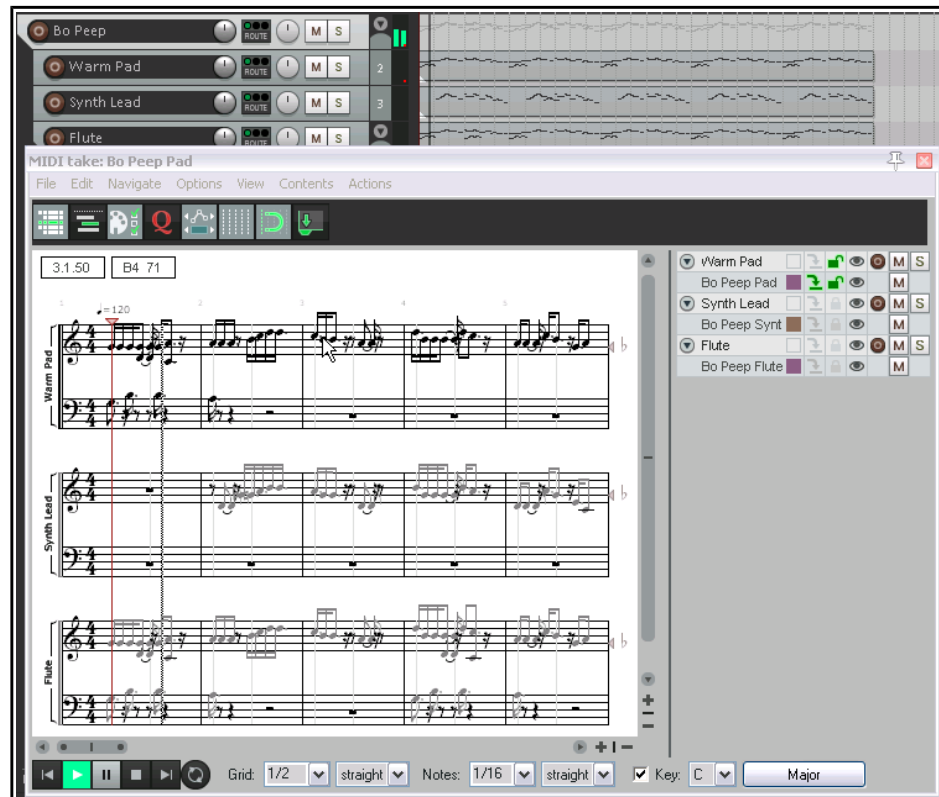 Bo Peep ROUTE M S
Warm Pad ROUTE M S 2
Synth Lead ROUTE M S 3
Flute ROUTE M S
MIDI take: Bo Peep Pad
File Edit Navigate Options View Contents Actions
Q
3.1.50 B4 71
Warm Pad M S
Bo Peep Pad M
Synth Lead M S
Bo Peep Synt M
Flute M S
Bo Peep Flute M
1 2 3 4 5
♩=120
Warm Pad
Synth Lead
Flute
Grid: 1/2 straight Notes: 1/16 straight Key: C Major